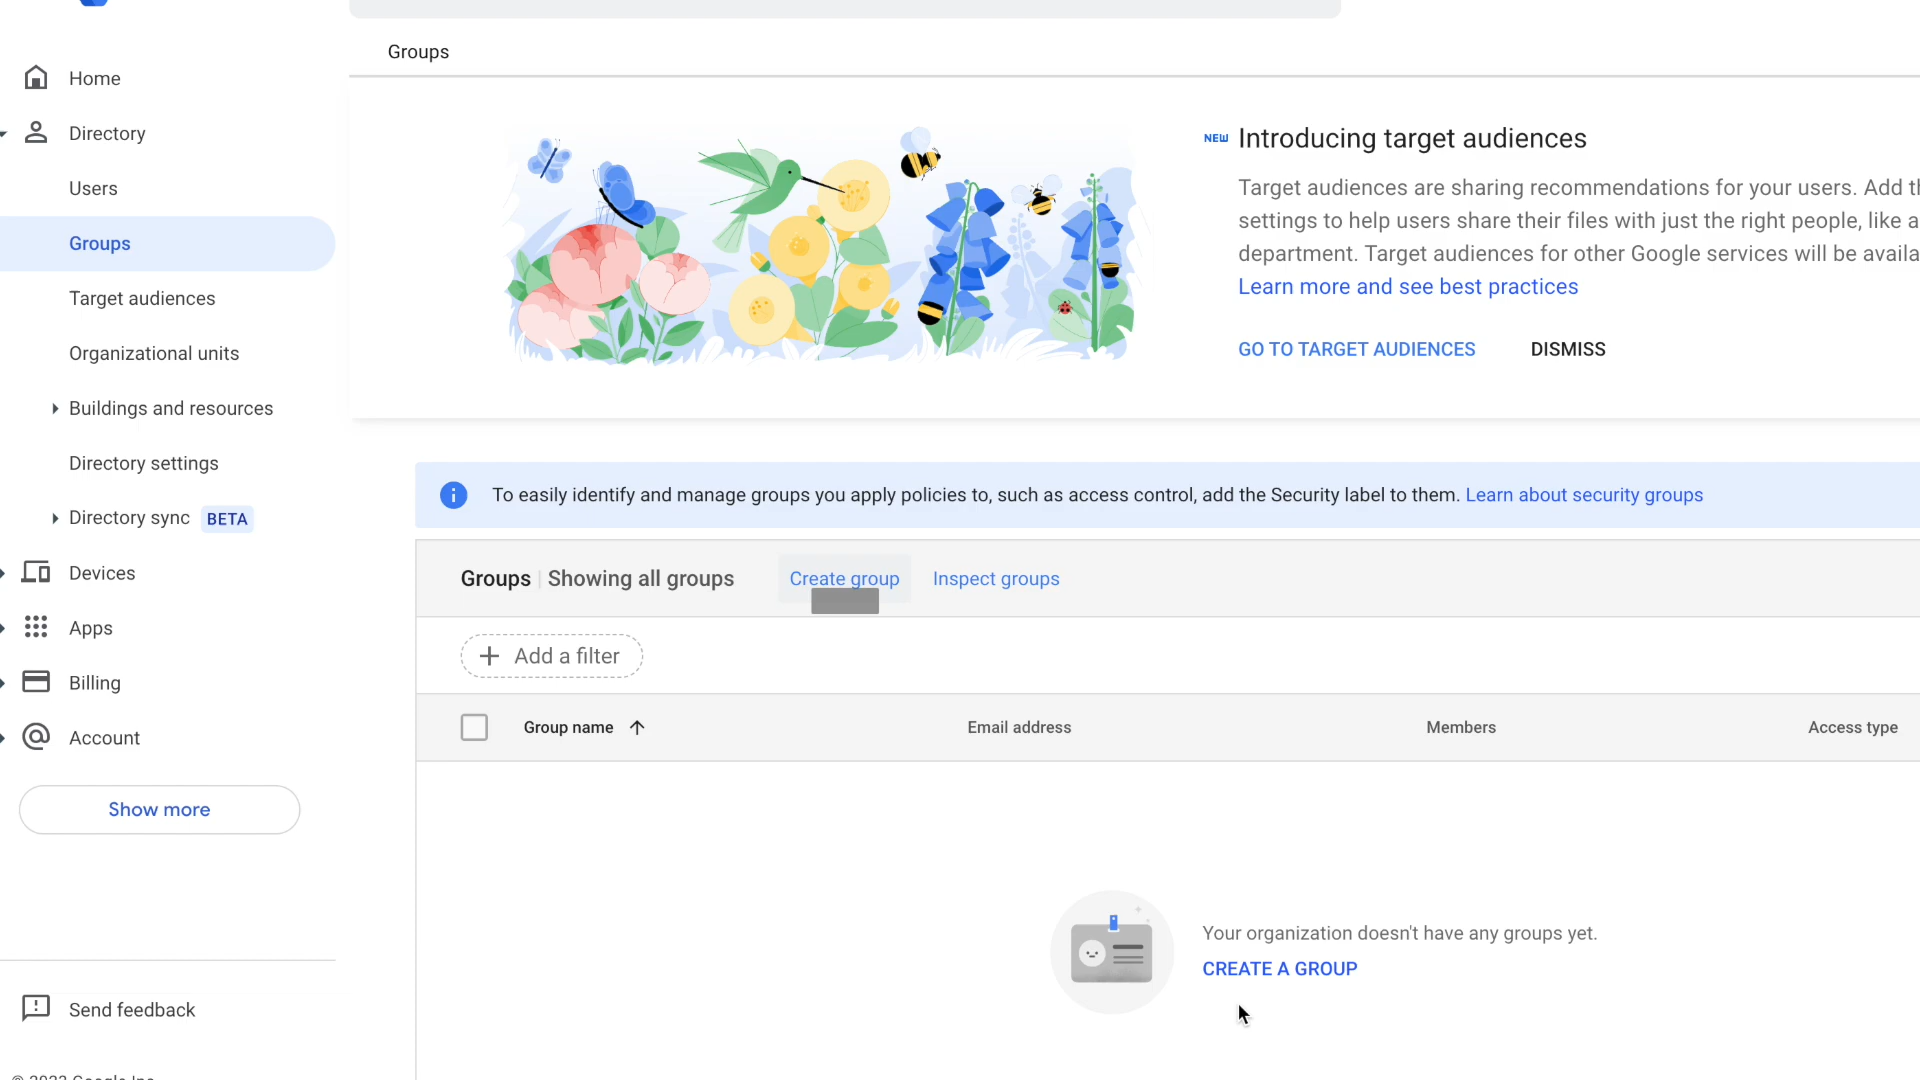 Groups
Home
Directory
Users
Groups
Target audiences
Organizational units
Buildings and resources
Directory settings
Directory sync BETA
Devices
Apps
Billing
Account
Show more
Send feedback
NEW Introducing target audiences
Target audiences are sharing recommendations for your users. Add
settings to help users share their files with just the right people, like a
department. Target audiences for other Google services will be
Learn more and see best practices
GO TO TARGET AUDIENCES DISMISS
To easily identify and manage groups you apply policies to, such as access control, add the Security label to them. Learn about security groups
Groups | Showing all groups Create group Inspect groups
+ Add a filter
Group name Email address Members Access type
Your organization doesn't have any groups yet.
CREATE A GROUP